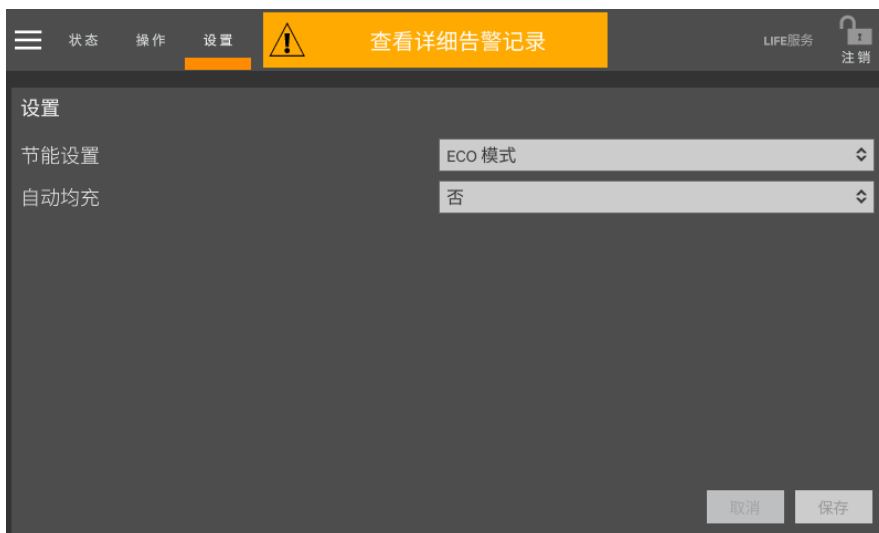 状态 操作 设置 查看详细告警记录 LIFE服务 1 注销
设置
节能设置 ECO 模式
自动均充 否
取消 保存